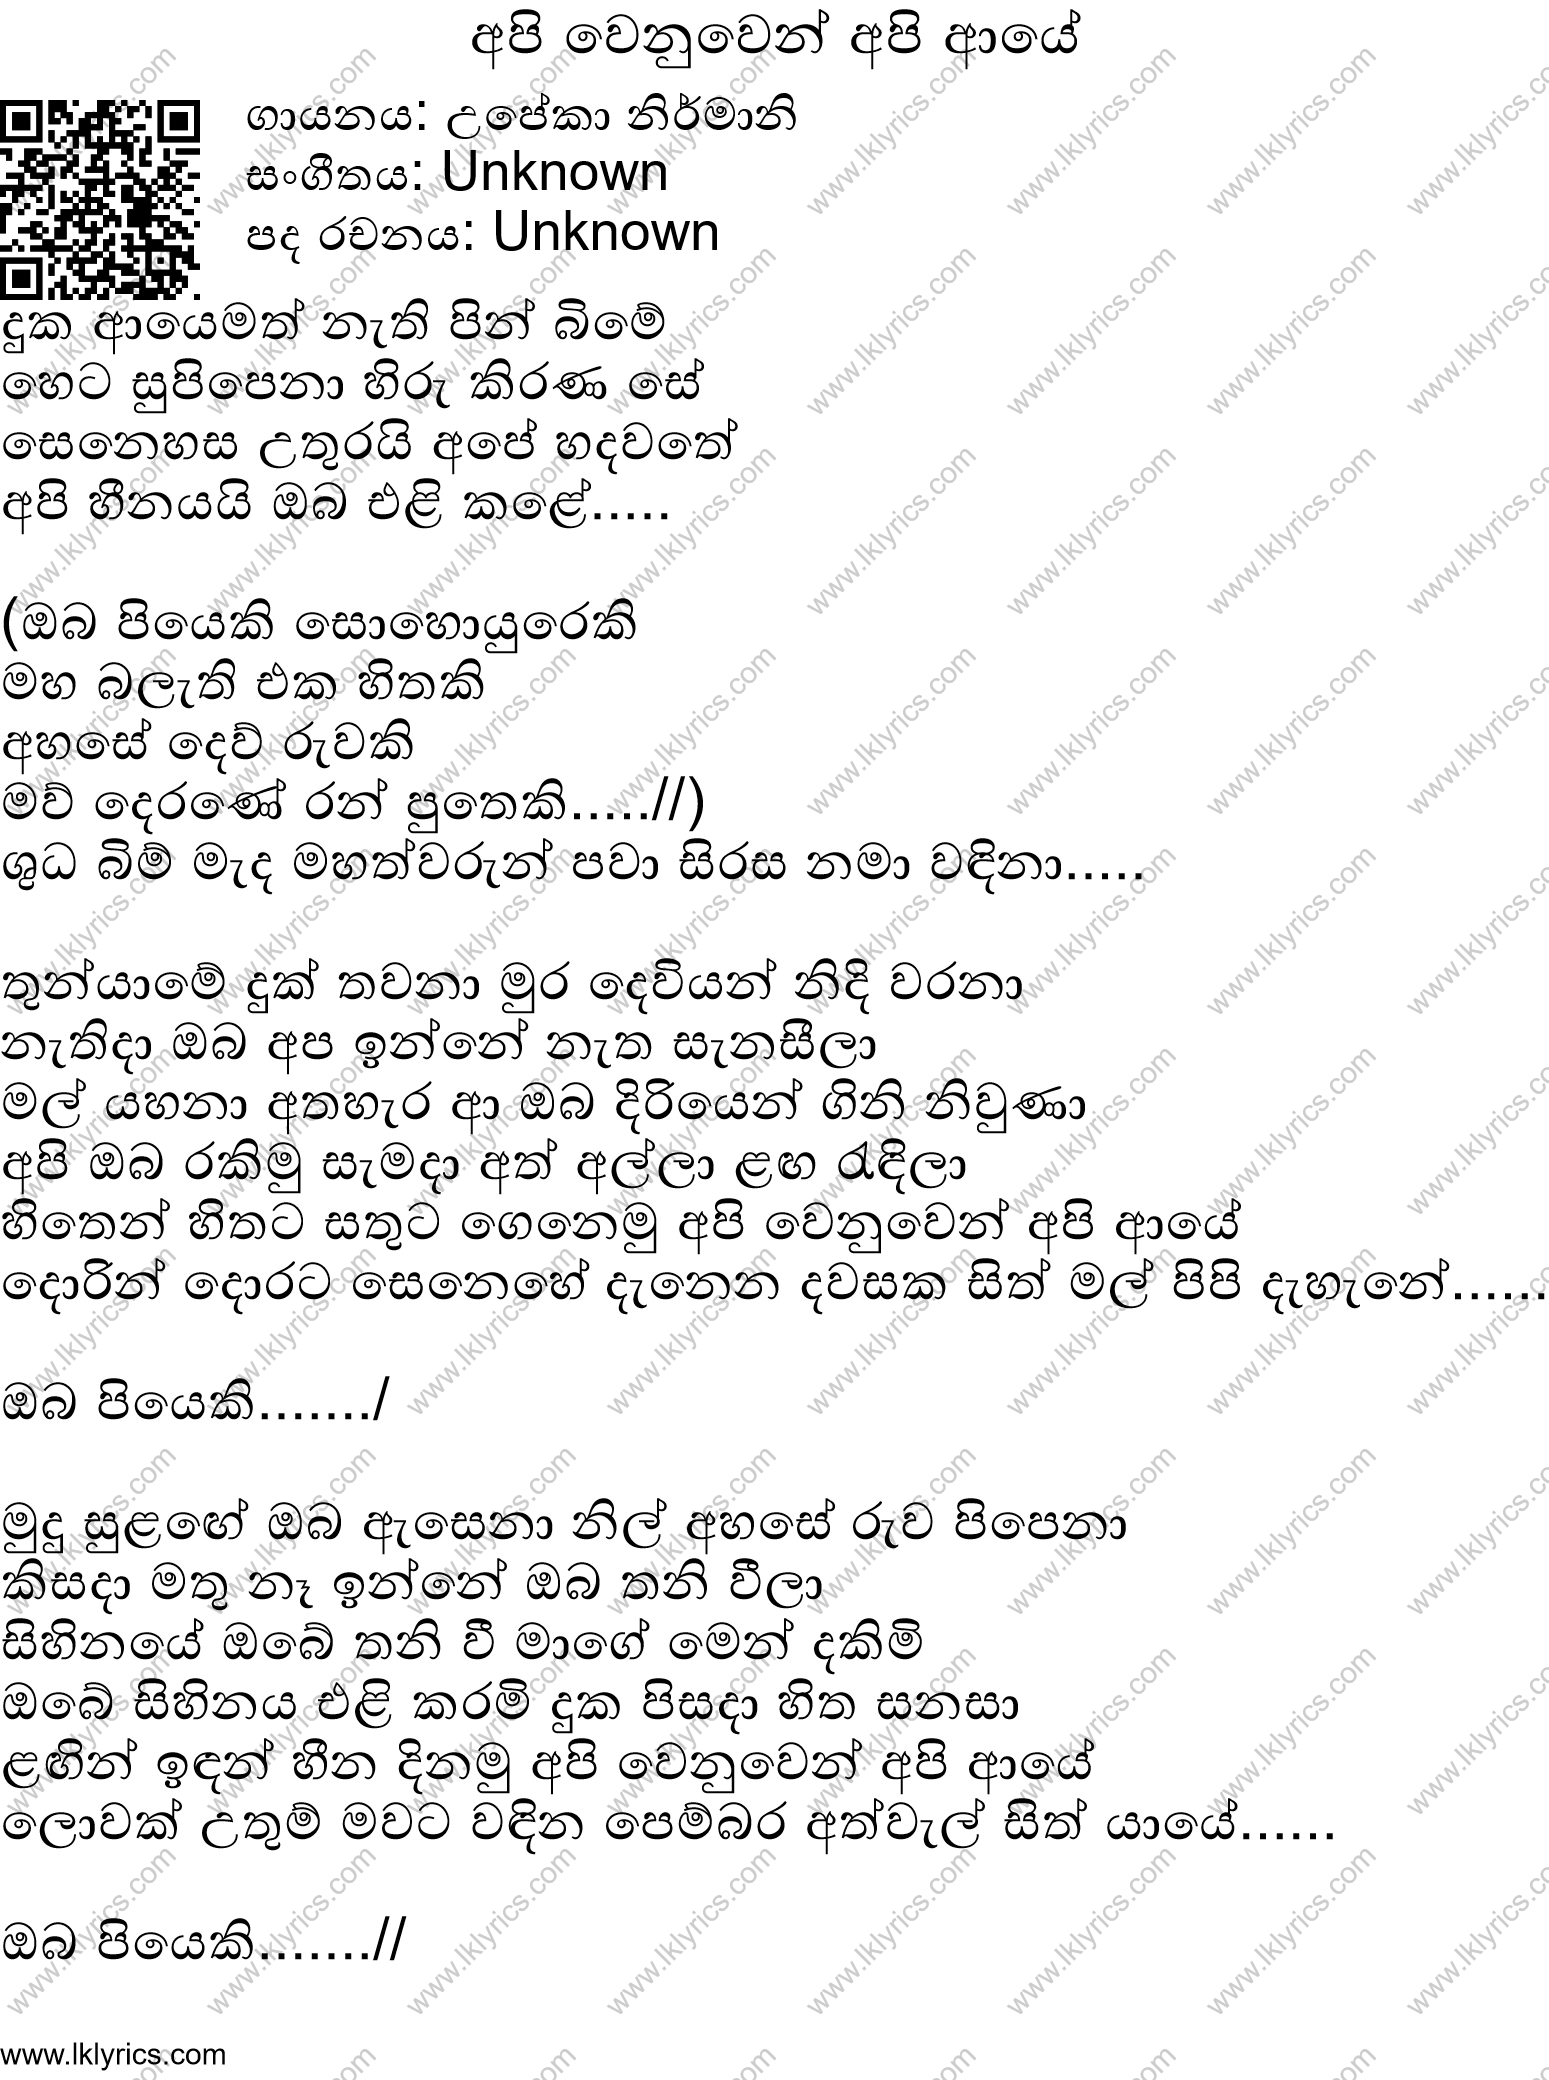 අපි වෙනුවෙන් අපි ආයේ
ගායනය: උපේකා නිර්මානි
සංගීතය: Unknown
පද රචනය: Unknown
දුක ආයෙමත් නැති පින් බිමේ
හෙට සුපිපෙනා හිරු කිරණ සේ
සෙනෙහස උතුරයි අපේ හදවතේ
අපි හීනයයි ඔබ එළි කළේ.....
(ඔබ පියෙකි සොහොයුරෙකි
මහ බලැති එක හිතකි
අහසේ දෙව් රුවකි
මව් දෙරණේ රන් පුතෙකි.....//)
ශුධ බිම් මැද මහත්වරුන් පවා සිරස නමා වඳිනා.....
තුන්යාමේ දුක් තවනා මුර දෙවියන් නිදි වරනා
නැතිදා ඔබ අප ඉන්නේ නැත සැනසීලා
මල් යහනා අතහැර ආ ඔබ දිරියෙන් ගිනි නිවුණා
අපි ඔබ රකිමු සැමදා අත් අල්ලා ළඟ රැඳිලා
හිතෙන් හිතට සතුට ගෙනෙමු අපි වෙනුවෙන් අපි ආයේ
දොරින් දොරට සෙනෙහේ දැනෙන දවසක සිත් මල් පිපි දැහැනේ......
ඔබ පියෙකි......./
මුදු සුළඟේ ඔබ ඇසෙනා නිල් අහසේ රුව පිපෙනා
කිසදා මතු නෑ ඉන්නේ ඔබ තනි වීලා
සිහිනයේ ඔබේ තනි වී මාගේ මෙන් දකිමි
ඔබේ සිහිනය එළි කරමි දුක පිසදා හිත සනසා
ළඟින් ඉඳන් හීන දිනමු අපි වෙනුවෙන් අපි ආයේ
ලොවක් උතුම් මවට වඳින පෙම්බර අත්වැල් සිත් යායේ......
ඔබ පියෙකි.......//
www.lklyrics.com